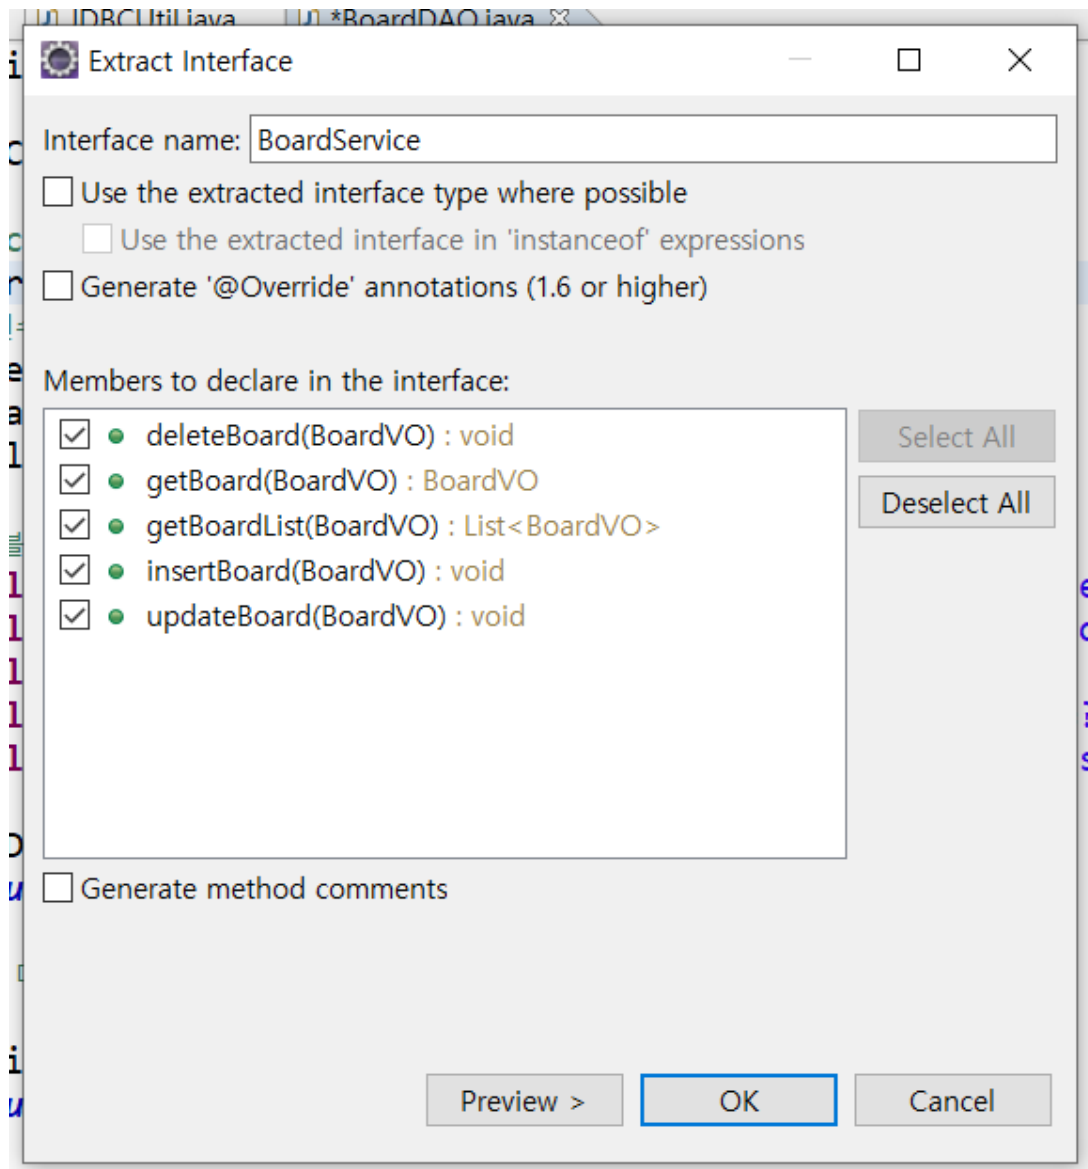 JDBCUtil.java *BoardDAO.java
Extract Interface
Interface name: BoardService
Use the extracted interface type where possible
Use the extracted interface in 'instanceof' expressions
Generate '@Override' annotations (1.6 or higher)
Members to declare in the interface:
deleteBoard(BoardVO) : void
getBoard(BoardVO) : BoardVO
getBoardList(BoardVO) : List<BoardVO>
insertBoard(BoardVO) : void
updateBoard(BoardVO) : void
Select All
Deselect All
Generate method comments
Preview >
OK
Cancel